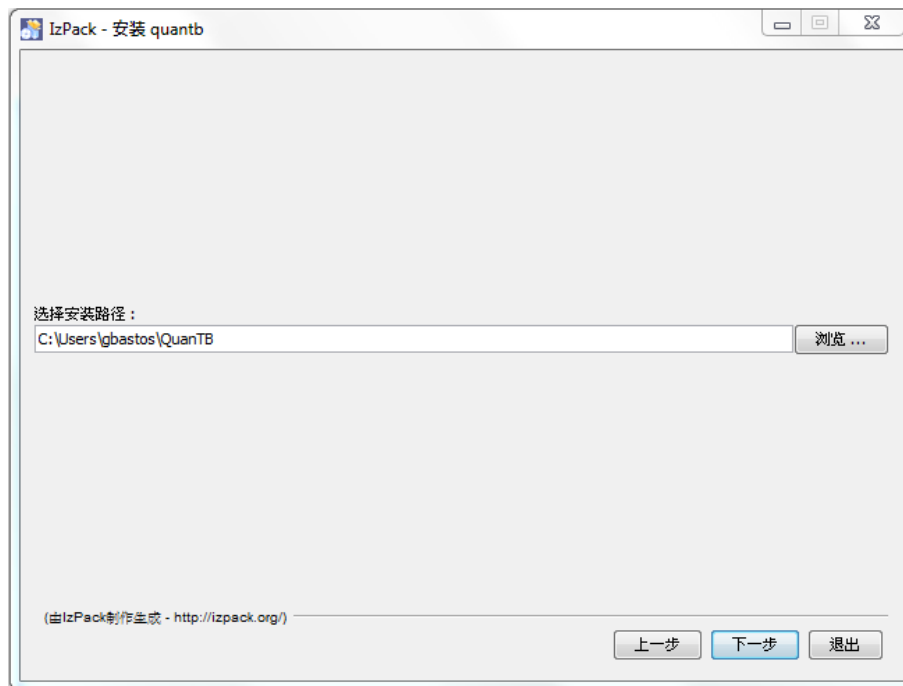 IzPack - 安装 quantb
选择安装路径：
C:\Users\gbastos\QuanTB
浏览 ...
(由IzPack制作生成 - http://izpack.org/)
上一步
下一步
退出